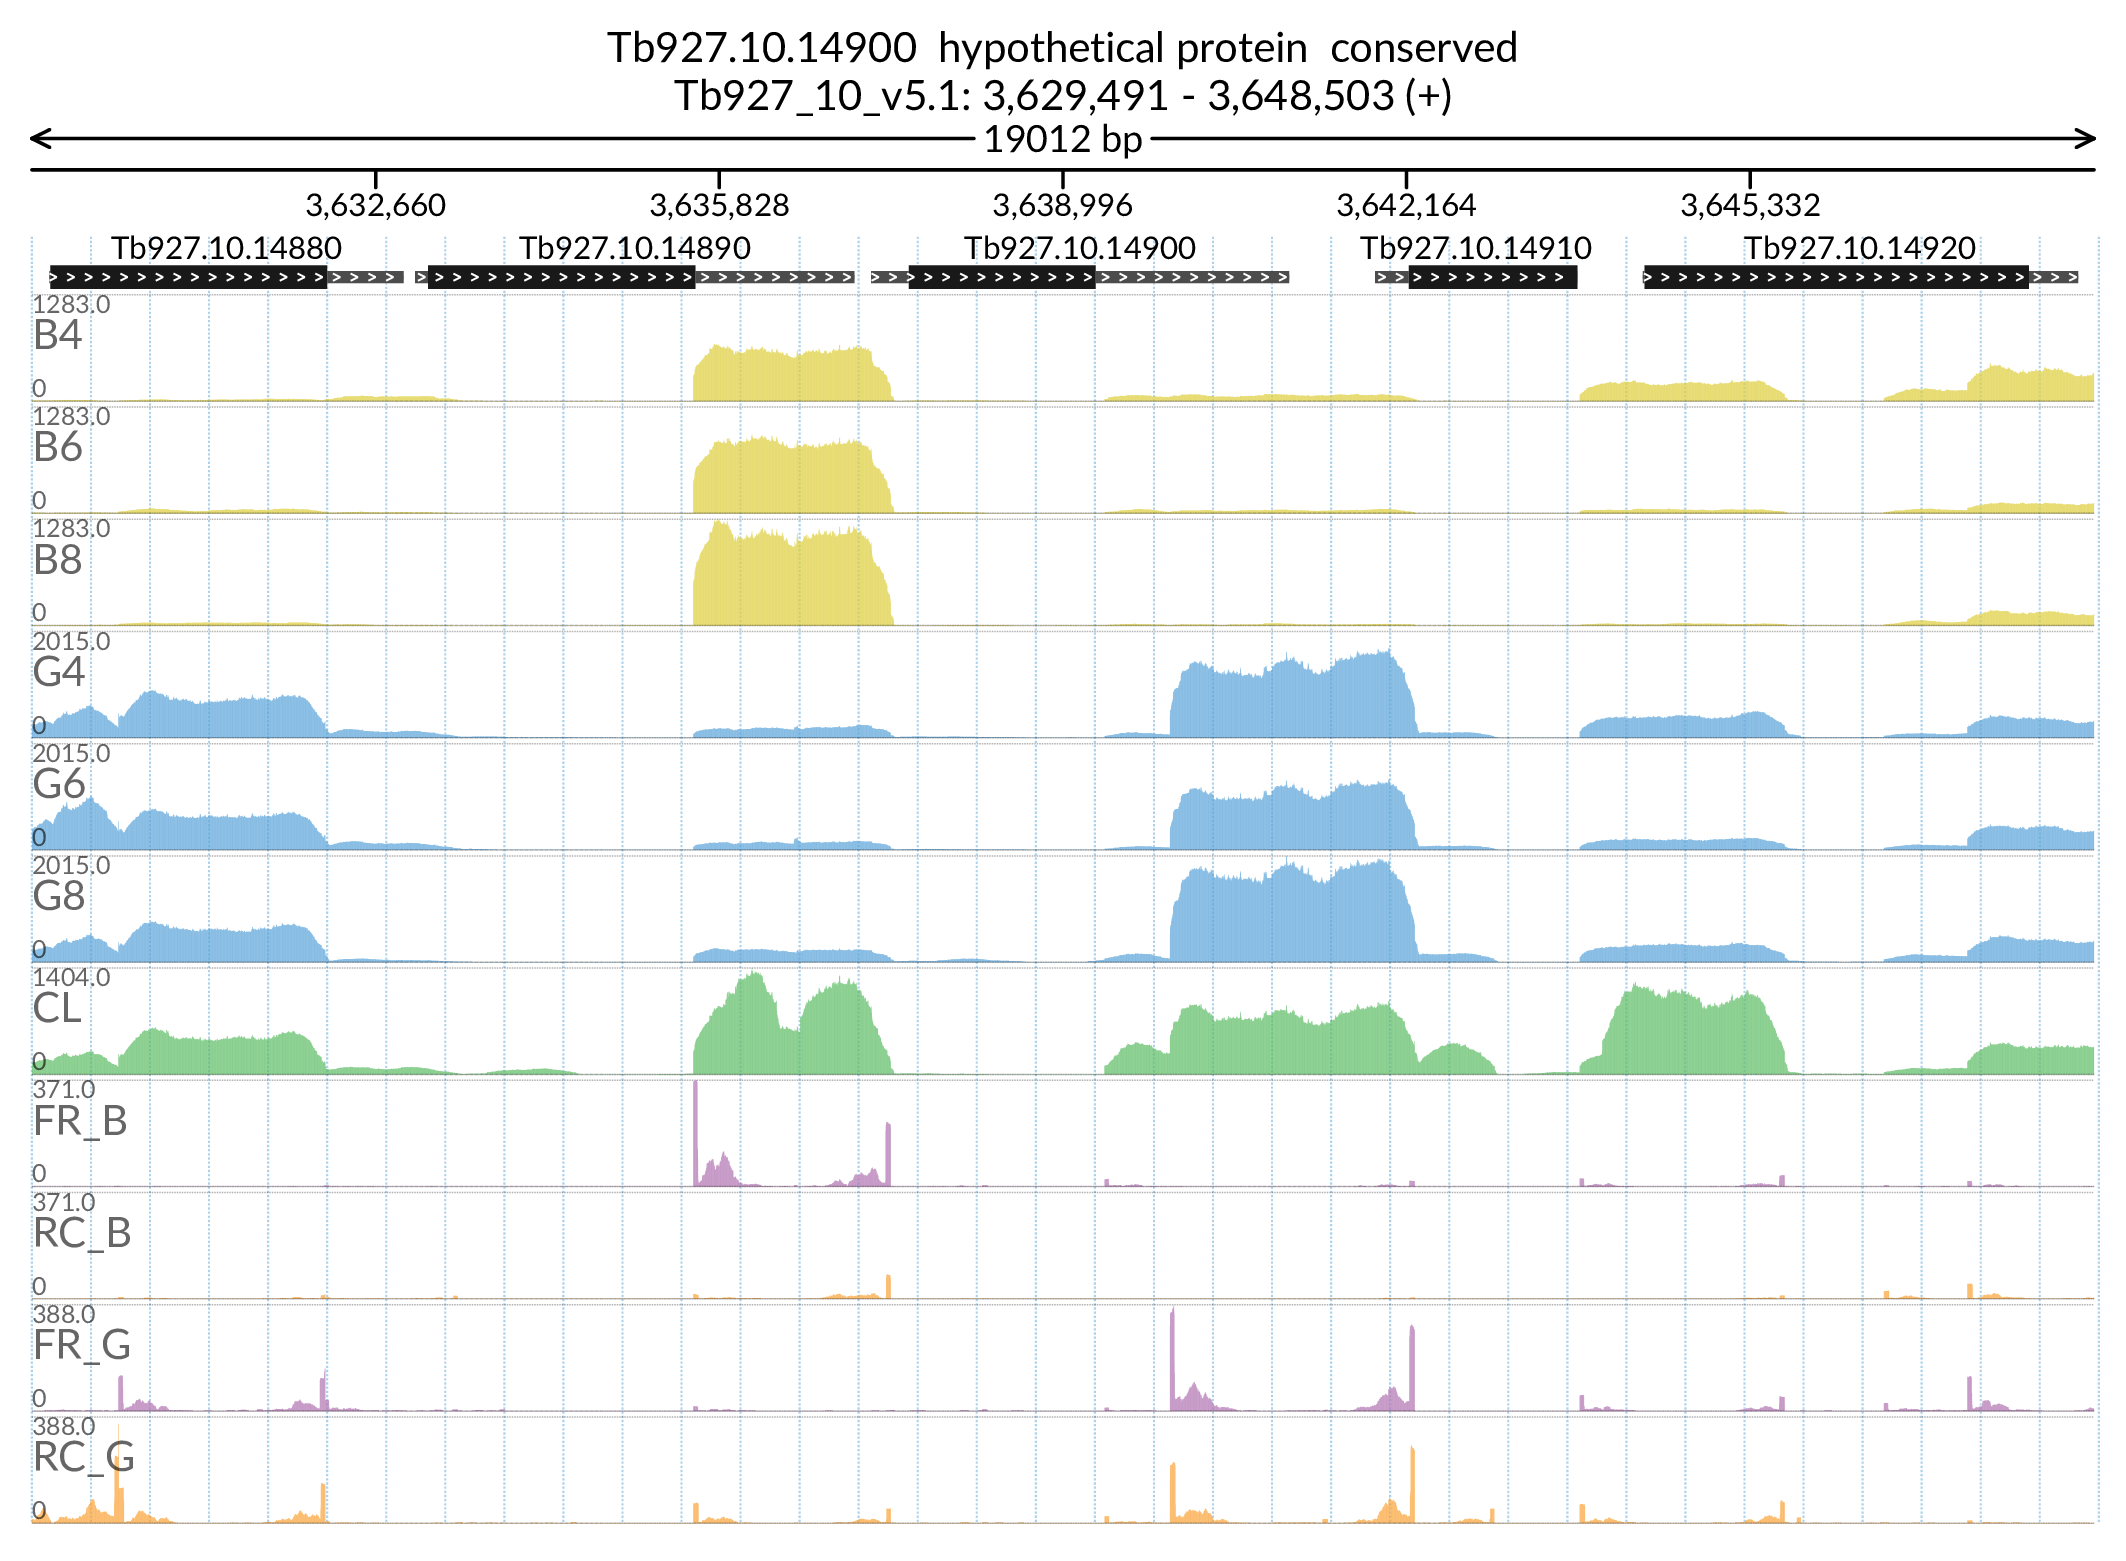 Tb927.10.14900  hypothetical protein  conserved
Tb927_10_v5.1: 3,629,491 - 3,648,503 (+)
19012 bp
3,632,660 3,635,828 3,638,996 3,642,164 3,645,332
Tb927.10.14880 Tb927.10.14890 Tb927.10.14900 Tb927.10.14910 Tb927.10.14920
1283.0
B4
0
1283.0
B6
0
1283.0
B8
0
2015.0
G4
0
2015.0
G6
0
2015.0
G8
0
1404.0
CL
0
371.0
FR_B
0
371.0
RC_B
0
388.0
FR_G
0
388.0
RC_G
0